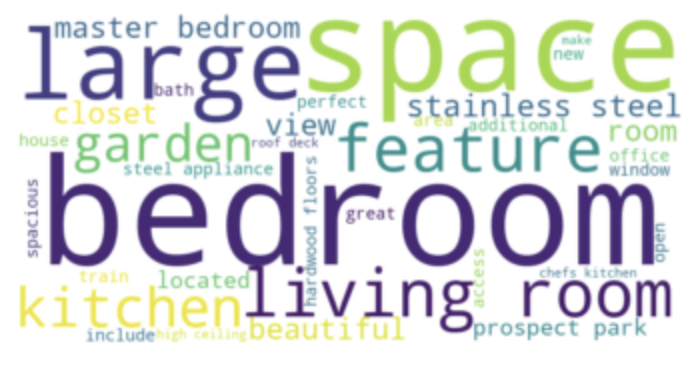 master bedroom
large
space
make
new
bath
perfect
closet
stainless steel
view
area
additional
room
house
garden
roof deck
feature
office
steel appliance
window
spacious
bedroom
hardwood floors
great
open
train
located
living room
access
chefs kitchen
kitchen
include
high ceiling
beautiful
prospect park